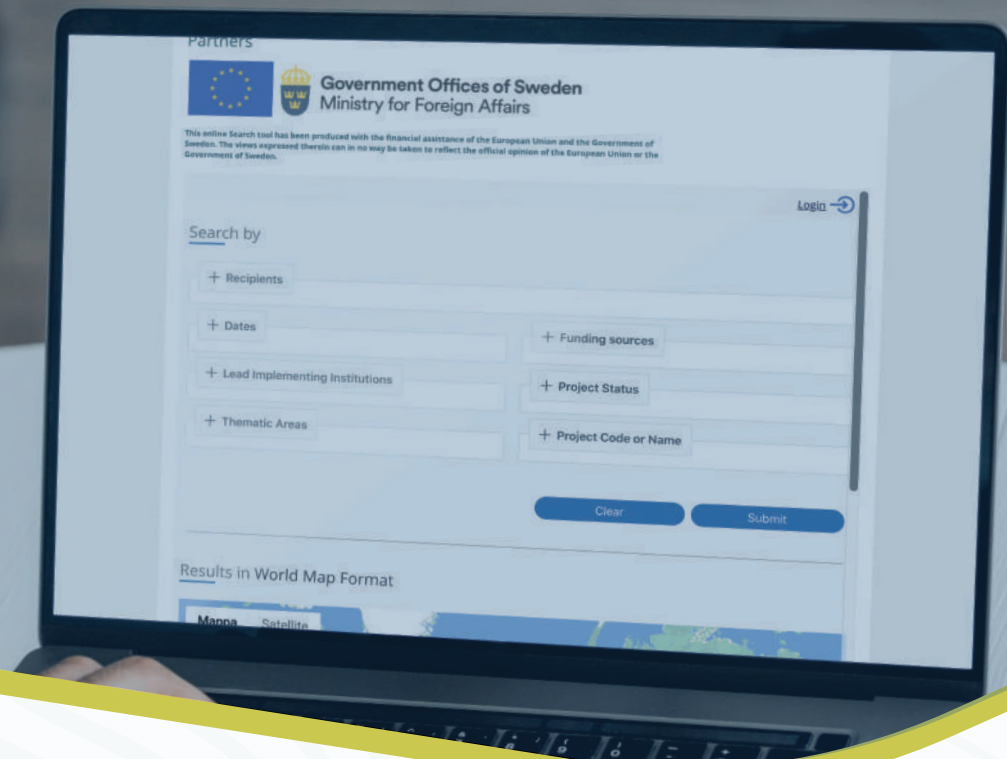 Partners
Government Offices of Sweden
Ministry for Foreign Affairs
This online Search tool has been produced with the financial assistance of the European Union and the Government of
Sweden. The views expressed therein can in no way be taken to reflect the official opinion of the European Union or the
Government of Sweden.
Login
Search by
+ Recipients
+ Dates
+ Funding sources
+ Lead Implementing Institutions
+ Project Status
+ Thematic Areas
+ Project Code or Name
Clear
Submit
Results in World Map Format
Mappa Satellite